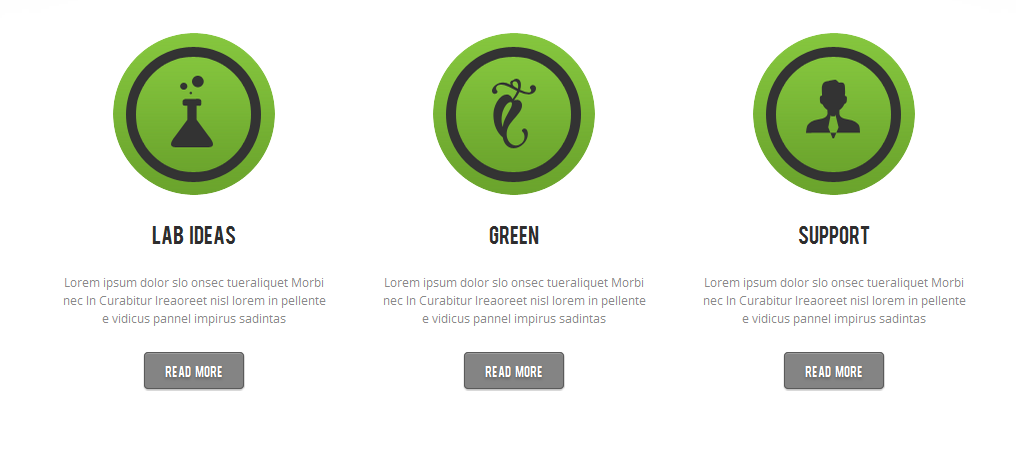 LAB IDEAS
Lorem ipsum dolor slo onsec tueraliquet Morbi
nec In Curabitur lreaoreet nisl lorem in pellente
e vidicus pannel impirus sadintas
READ MORE
GREEN
Lorem ipsum dolor slo onsec tueraliquet Morbi
nec In Curabitur lreaoreet nisl lorem in pellente
e vidicus pannel impirus sadintas
READ MORE
SUPPORT
Lorem ipsum dolor slo onsec tueraliquet Morbi
nec In Curabitur lreaoreet nisl lorem in pellente
e vidicus pannel impirus sadintas
READ MORE